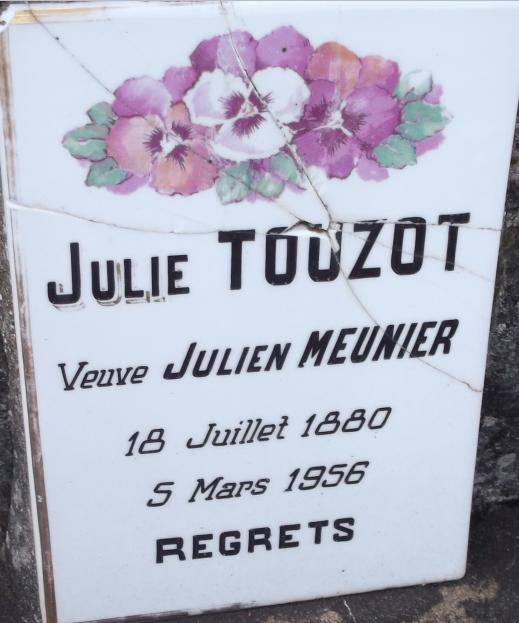 JULIE TOUZOT
Veuve JULIEN MEUNIER
18 Juillet 1880
5 Mars 1956
REGRETS